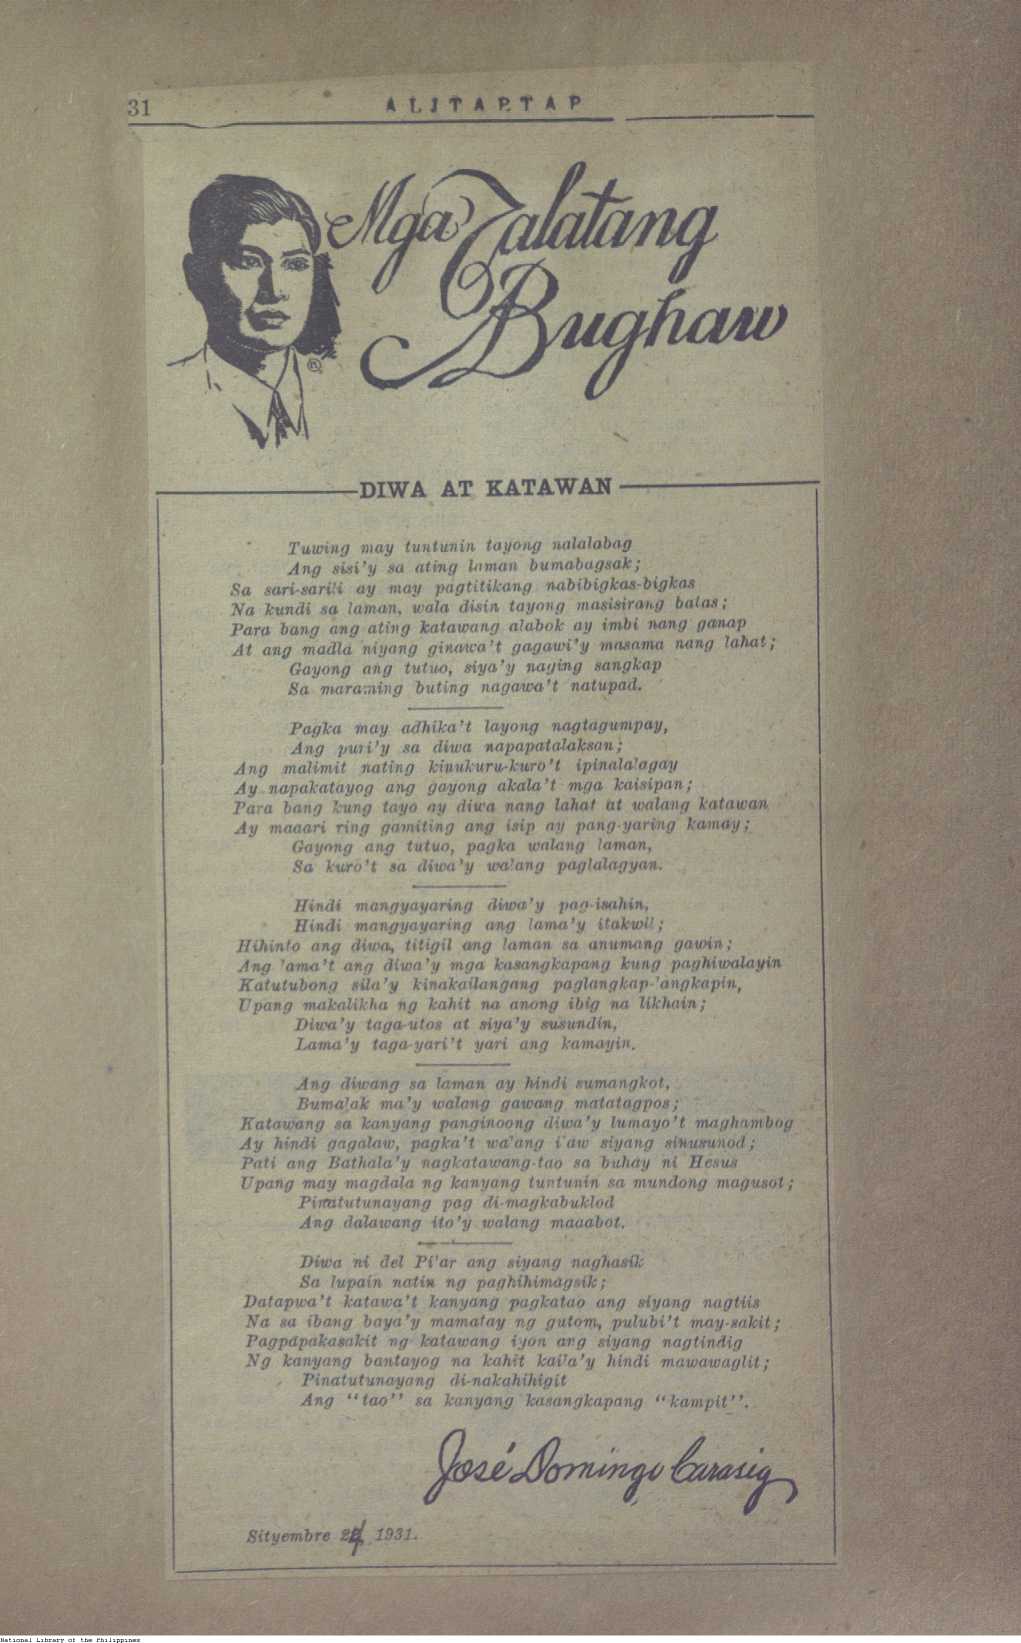 31
ALITAPTAP
Mga Talatang
Bughaw
DIWA AT KATAWAN
Tuwing may tuntunin tayong nalalabag
Ang sisi'y sa ating laman bumabagsak;
Sa sari-sarili ay may pagtitikang nabibigkas-bigkas
Na kundi sa laman, wala disin tayong masisirang batas;
Para bang ang ating katawang alabok ay imbi nang ganap
At ang madla niyang ginawa't gagawi'y masama nang lahat;
Gayong ang tutuo, siya'y naging sangkap
Sa maraming buting nagawa't natupad.
Pagka may adhika't layong nagtagumpay,
Ang puri'y sa diwa napapatalaksan;
Ang malimit nating kinukuru-kuro't ipinalalagay
Ay napakatayog ang gayong akala't mga kaisipan;
Para bang kung tayo ay diwa nang lahat at walang katawan
Ay maaari ring gamiting ang isip ay pang-yaring kamay;
Gayong ang tutuo, pagka walang laman,
Sa kuro't sa diwa'y walang paglalagyan.
Hindi mangyayaring diwa'y pag-isahin,
Hindi mangyayaring ang lama'y itakwil;
Hihinto ang diwa, titigil ang laman sa anumang gawin;
Ang lama't ang diwa'y mga kasangkapang kung paghiwalayin
Katutubong sila'y kinakailangang paglangkap-langkapin,
Upang makalikha ng kahit na anong ibig na likhain;
Diwa'y taga-utos at siya'y susundin,
Lama'y taga-yari't yari ang kamayin.
Ang diwang sa laman ay hindi sumangkot,
Bumalak ma'y walang gawang matatagpos;
Katawang sa kanyang panginoong diwa'y lumayo't maghambog
Ay hindi gagalaw, pagka't walang ilaw siyang sinusunod;
Pati ang Bathala'y nagkatawang-tao sa buhay ni Hesus
Upang may magdala ng kanyang tuntunin sa mundong magusot;
Pinatutunayang pag di-magkabuklod
Ang dalawang ito'y walang maaabot.
Diwa ni del Pilar ang siyang naghasik
Sa lupain natin ng paghihimagsik;
Datapwa't katawa't kanyang pagkatao ang siyang nagtiis
Na sa ibang baya'y mamatay ng gutom, pulubi't may-sakit;
Pagpapakasakit ng katawang iyon ang siyang nagtindig
Ng kanyang bantayog na kahit kaila'y hindi mawawaglit;
Pinatutunayang di-nakahihigit
Ang "tao" sa kanyang kasangkapang "kampit".
José Domingo Carasig
Sityembre 1931.
National Library of the Philippines